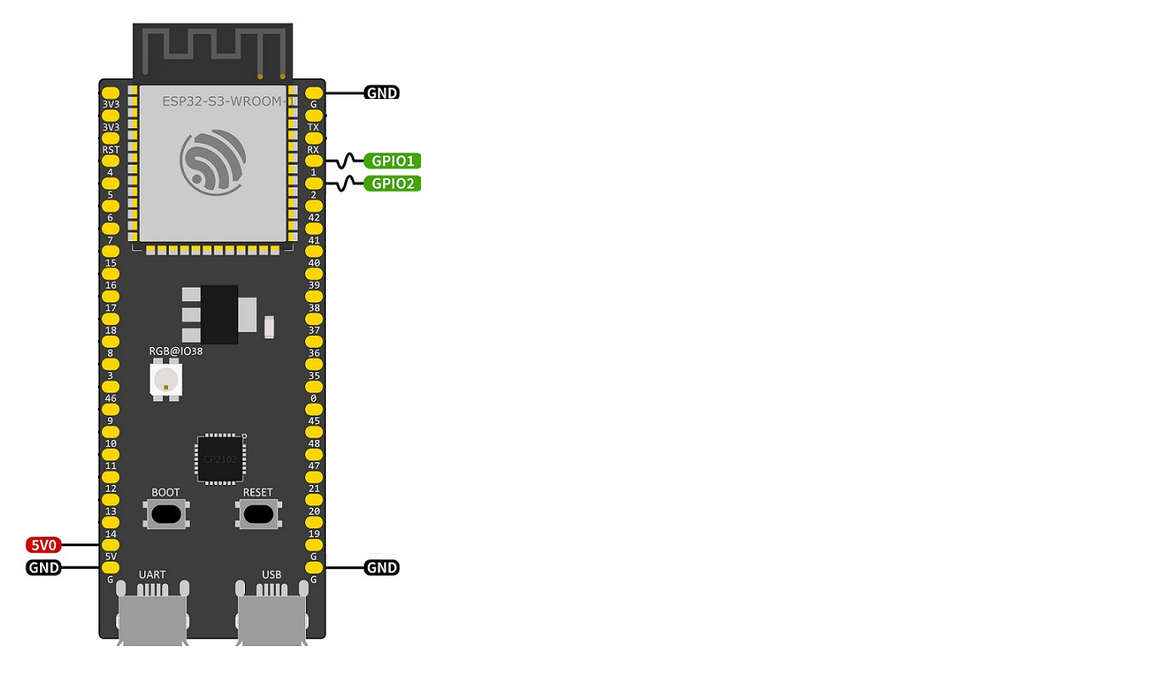 ESP32-S3-WROOM-1
3V3 G GND
3V3 TX
RST RX
4 1 GPIO1
5 2 GPIO2
6 42
7 41
15 40
16 39
17 38
18 37
8 36
RGB@IO38
3 35
46 0
9 45
10 48
11 47
CP2102
12 21
13 20
BOOT RESET
14 19
5V0 5V G
GND G G GND
UART USB